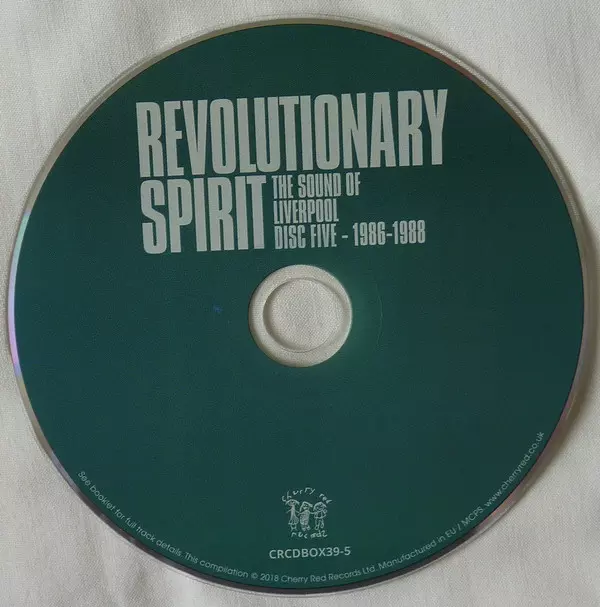 REVOLUTIONARY
SPIRIT
THE SOUND OF
LIVERPOOL
DISC FIVE - 1986-1988
cherry red
records
CRCDBOX39-5
See booklet for full track details. This compilation ℗ 2018 Cherry Red Records Ltd. Manufactured in EU / MCPS. www.cherryred.co.uk